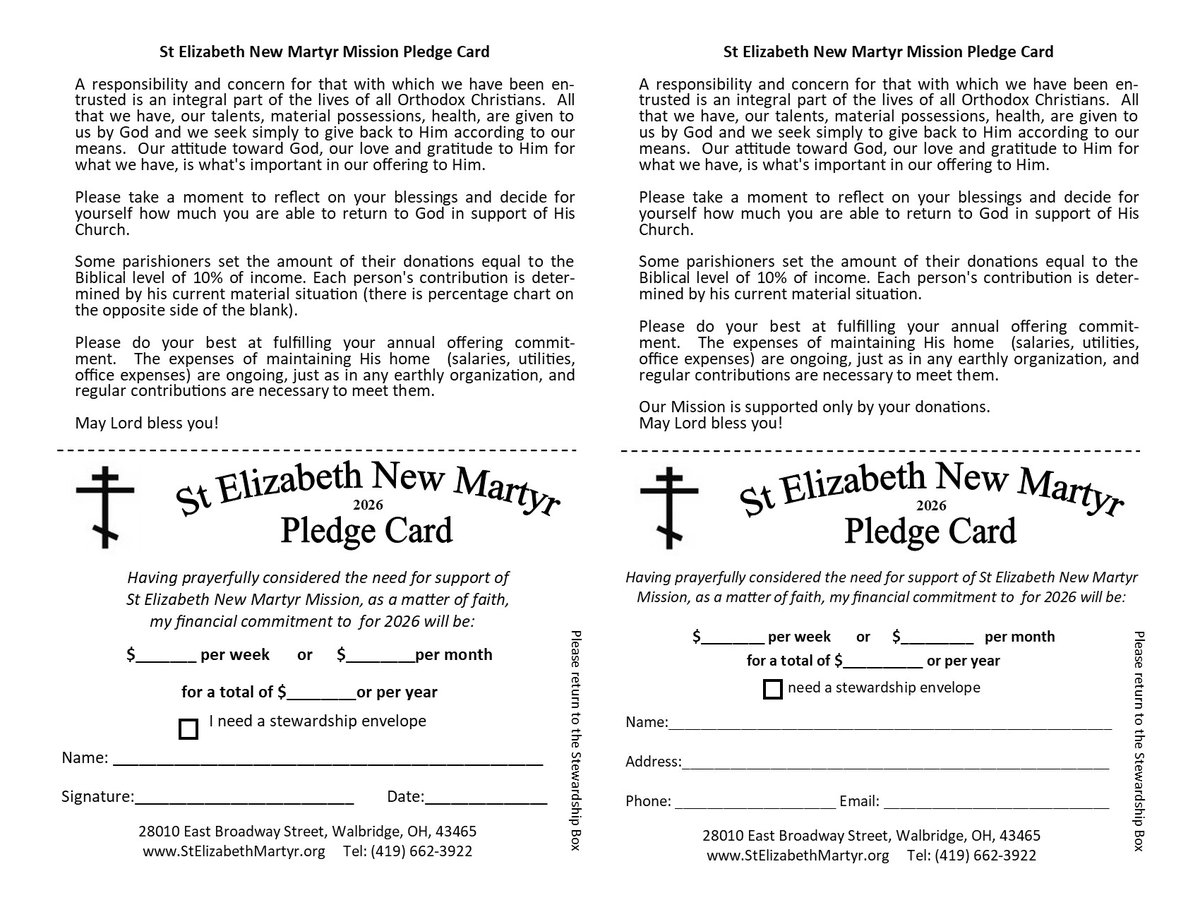 St Elizabeth New Martyr Mission Pledge Card
A responsibility and concern for that with which we have been en-
trusted is an integral part of the lives of all Orthodox Christians.  All
that we have, our talents, material possessions, health, are given to
us by God and we seek simply to give back to Him according to our
means.  Our attitude toward God, our love and gratitude to Him for
what we have, is what's important in our offering to Him.
Please take a moment to reflect on your blessings and decide for
yourself how much you are able to return to God in support of His
Church.
Some parishioners set the amount of their donations equal to the
Biblical level of 10% of income. Each person's contribution is deter-
mined by his current material situation (there is percentage chart on
the opposite side of the blank).
Please do your best at fulfilling your annual offering commit-
ment.  The expenses of maintaining His home  (salaries, utilities,
office expenses) are ongoing, just as in any earthly organization, and
regular contributions are necessary to meet them.
May Lord bless you!
St Elizabeth New Martyr
2026
Pledge Card
Having prayerfully considered the need for support of
St Elizabeth New Martyr Mission, as a matter of faith,
my financial commitment to  for 2026 will be:
$_______ per week      or      $________per month
for a total of $________or per year
I need a stewardship envelope
Name: ____________________________________________________
Signature:__________________________        Date:______________
28010 East Broadway Street, Walbridge, OH, 43465
www.StElizabethMartyr.org    Tel: (419) 662-3922
Please return to the Stewardship Box
St Elizabeth New Martyr Mission Pledge Card
A responsibility and concern for that with which we have been en-
trusted is an integral part of the lives of all Orthodox Christians.  All
that we have, our talents, material possessions, health, are given to
us by God and we seek simply to give back to Him according to our
means.  Our attitude toward God, our love and gratitude to Him for
what we have, is what's important in our offering to Him.
Please take a moment to reflect on your blessings and decide for
yourself how much you are able to return to God in support of His
Church.
Some parishioners set the amount of their donations equal to the
Biblical level of 10% of income. Each person's contribution is deter-
mined by his current material situation.
Please do your best at fulfilling your annual offering commit-
ment.  The expenses of maintaining His home  (salaries, utilities,
office expenses) are ongoing, just as in any earthly organization, and
regular contributions are necessary to meet them.
Our Mission is supported only by your donations.
May Lord bless you!
St Elizabeth New Martyr
2026
Pledge Card
Having prayerfully considered the need for support of St Elizabeth New Martyr
Mission, as a matter of faith, my financial commitment to  for 2026 will be:
$________ per week      or     $_________   per month
for a total of $__________ or per year
need a stewardship envelope
Name:_______________________________________________________
Address:_____________________________________________________
Phone: ____________________ Email: ____________________________
28010 East Broadway Street, Walbridge, OH, 43465
www.StElizabethMartyr.org    Tel: (419) 662-3922
Please return to the Stewardship Box